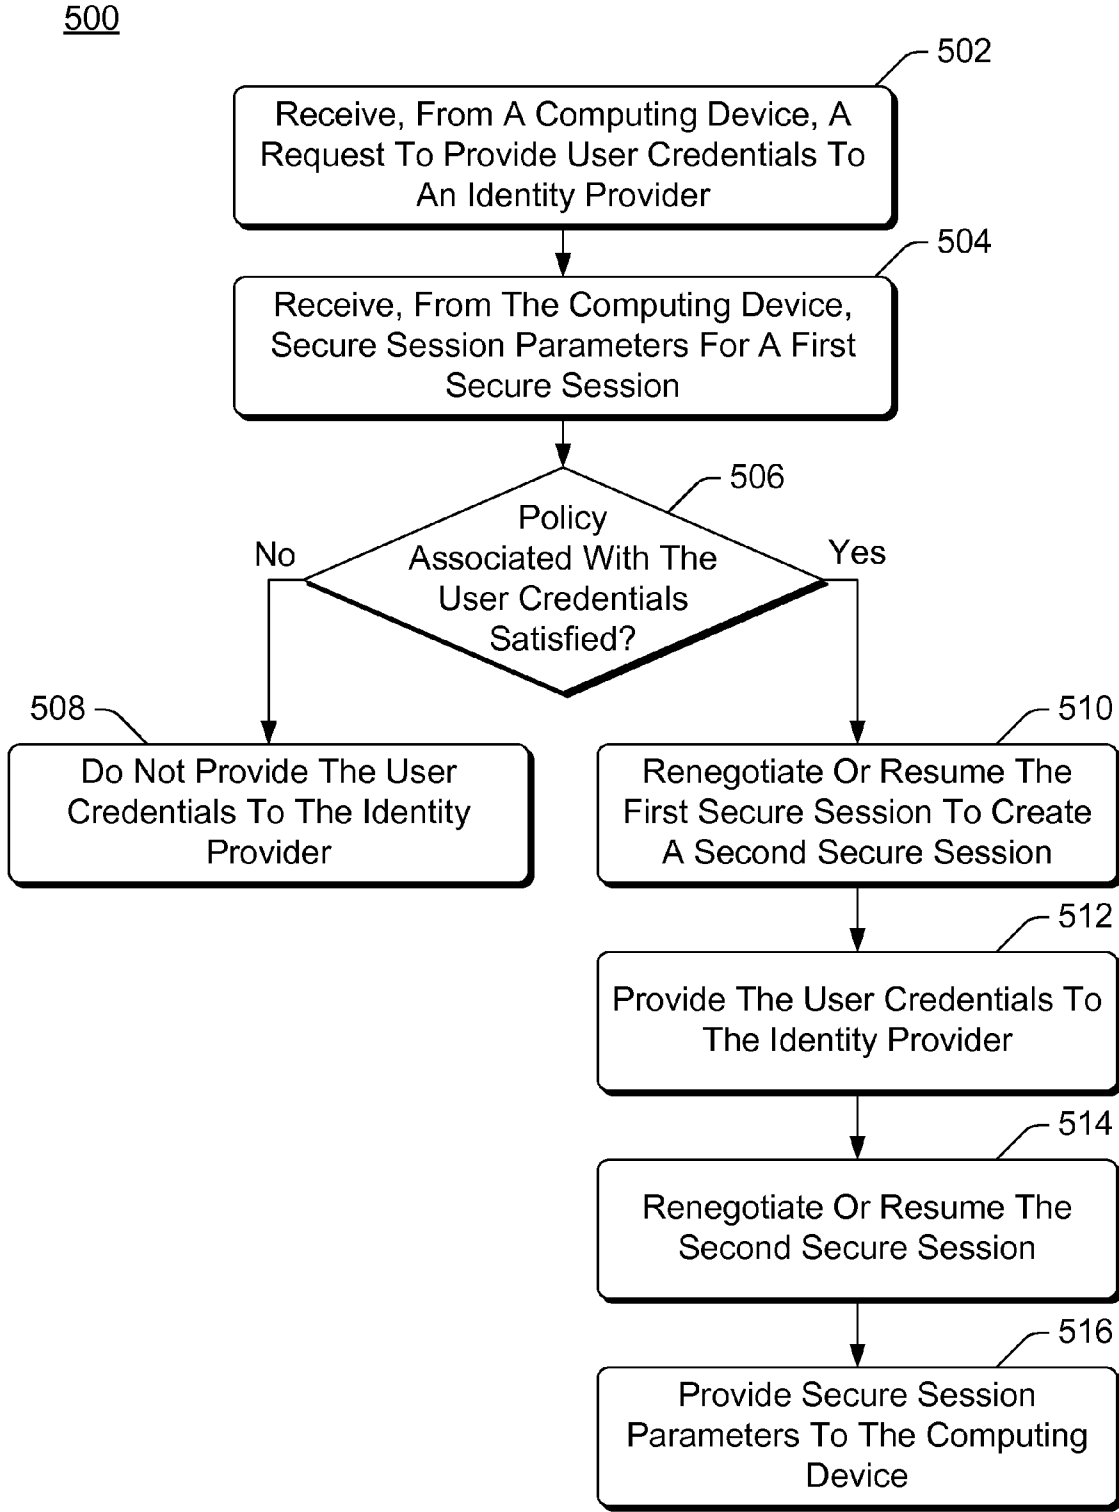 500
502
Receive, From A Computing Device, A
Request To Provide User Credentials To
An Identity Provider
504
Receive, From The Computing Device,
Secure Session Parameters For A First
Secure Session
506
Policy
Associated With The
User Credentials
Satisfied?
No
Yes
508
Do Not Provide The User
Credentials To The Identity
Provider
510
Renegotiate Or Resume The
First Secure Session To Create
A Second Secure Session
512
Provide The User Credentials To
The Identity Provider
514
Renegotiate Or Resume The
Second Secure Session
516
Provide Secure Session
Parameters To The Computing
Device